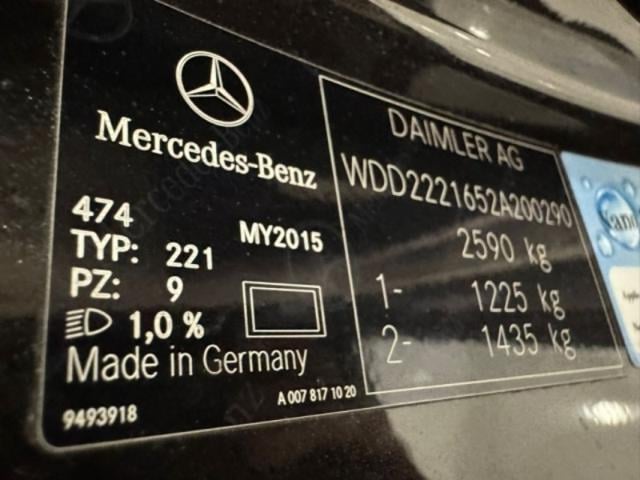 Mercedes-Benz
474
MY2015
TYP: 221
PZ: 9
1,0 %
Made in Germany
9493918
A 007 817 10 20
DAIMLER AG
WDD2221652A200290
2590 kg
1- 1225 kg
2- 1435 kg